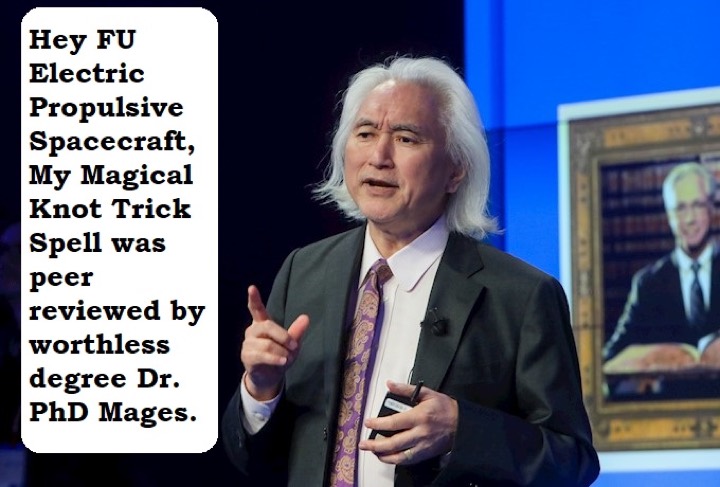 Hey FU
Electric
Propulsive
Spacecraft,
My Magical
Knot Trick
Spell was
peer
reviewed by
worthless
degree Dr.
PhD Mages.